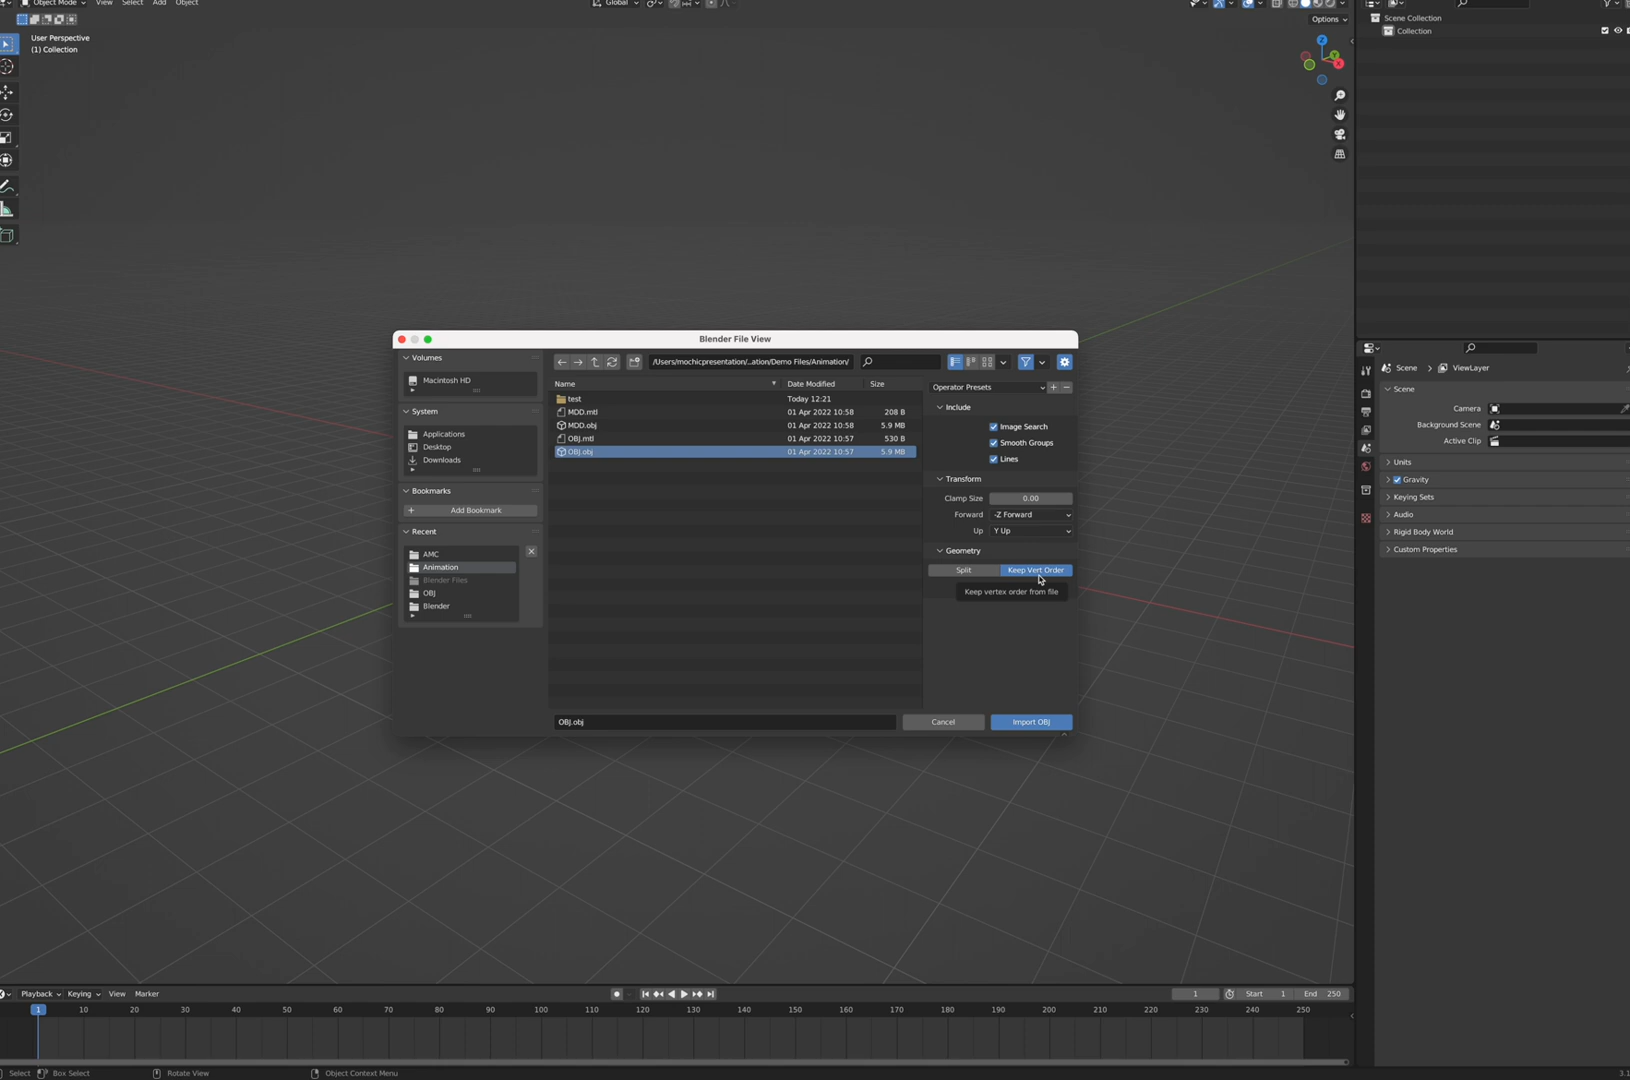 Object Mode View Select Add Object Global
Options
User Perspective
(1) Collection
Z
Y
X
Scene Collection
Collection
Blender File View
Volumes
Macintosh HD
System
Applications
Desktop
Downloads
Bookmarks
+ Add Bookmark
Recent
AMC
Animation
Blender Files
OBJ
Blender
/Users/mochicpresentation/...ation/Demo Files/Animation/
Name Date Modified Size
test Today 12:21
MDD.mtl 01 Apr 2022 10:58 208 B
MDD.obj 01 Apr 2022 10:58 5.9 MB
OBJ.mtl 01 Apr 2022 10:57 530 B
OBJ.obj 01 Apr 2022 10:57 5.9 MB
Operator Presets + −
Include
Image Search
Smooth Groups
Lines
Transform
Clamp Size 0.00
Forward -Z Forward
Up Y Up
Geometry
Split Keep Vert Order
Keep vertex order from file
OBJ.obj Cancel Import OBJ
Scene > ViewLayer
Scene
Camera
Background Scene
Active Clip
Units
Gravity
Keying Sets
Audio
Rigid Body World
Custom Properties
Playback Keying View Marker 1 Start 1 End 250
1 10 20 30 40 50 60 70 80 90 100 110 120 130 140 150 160 170 180 190 200 210 220 230 240 250
Select Box Select Rotate View Object Context Menu 3.1